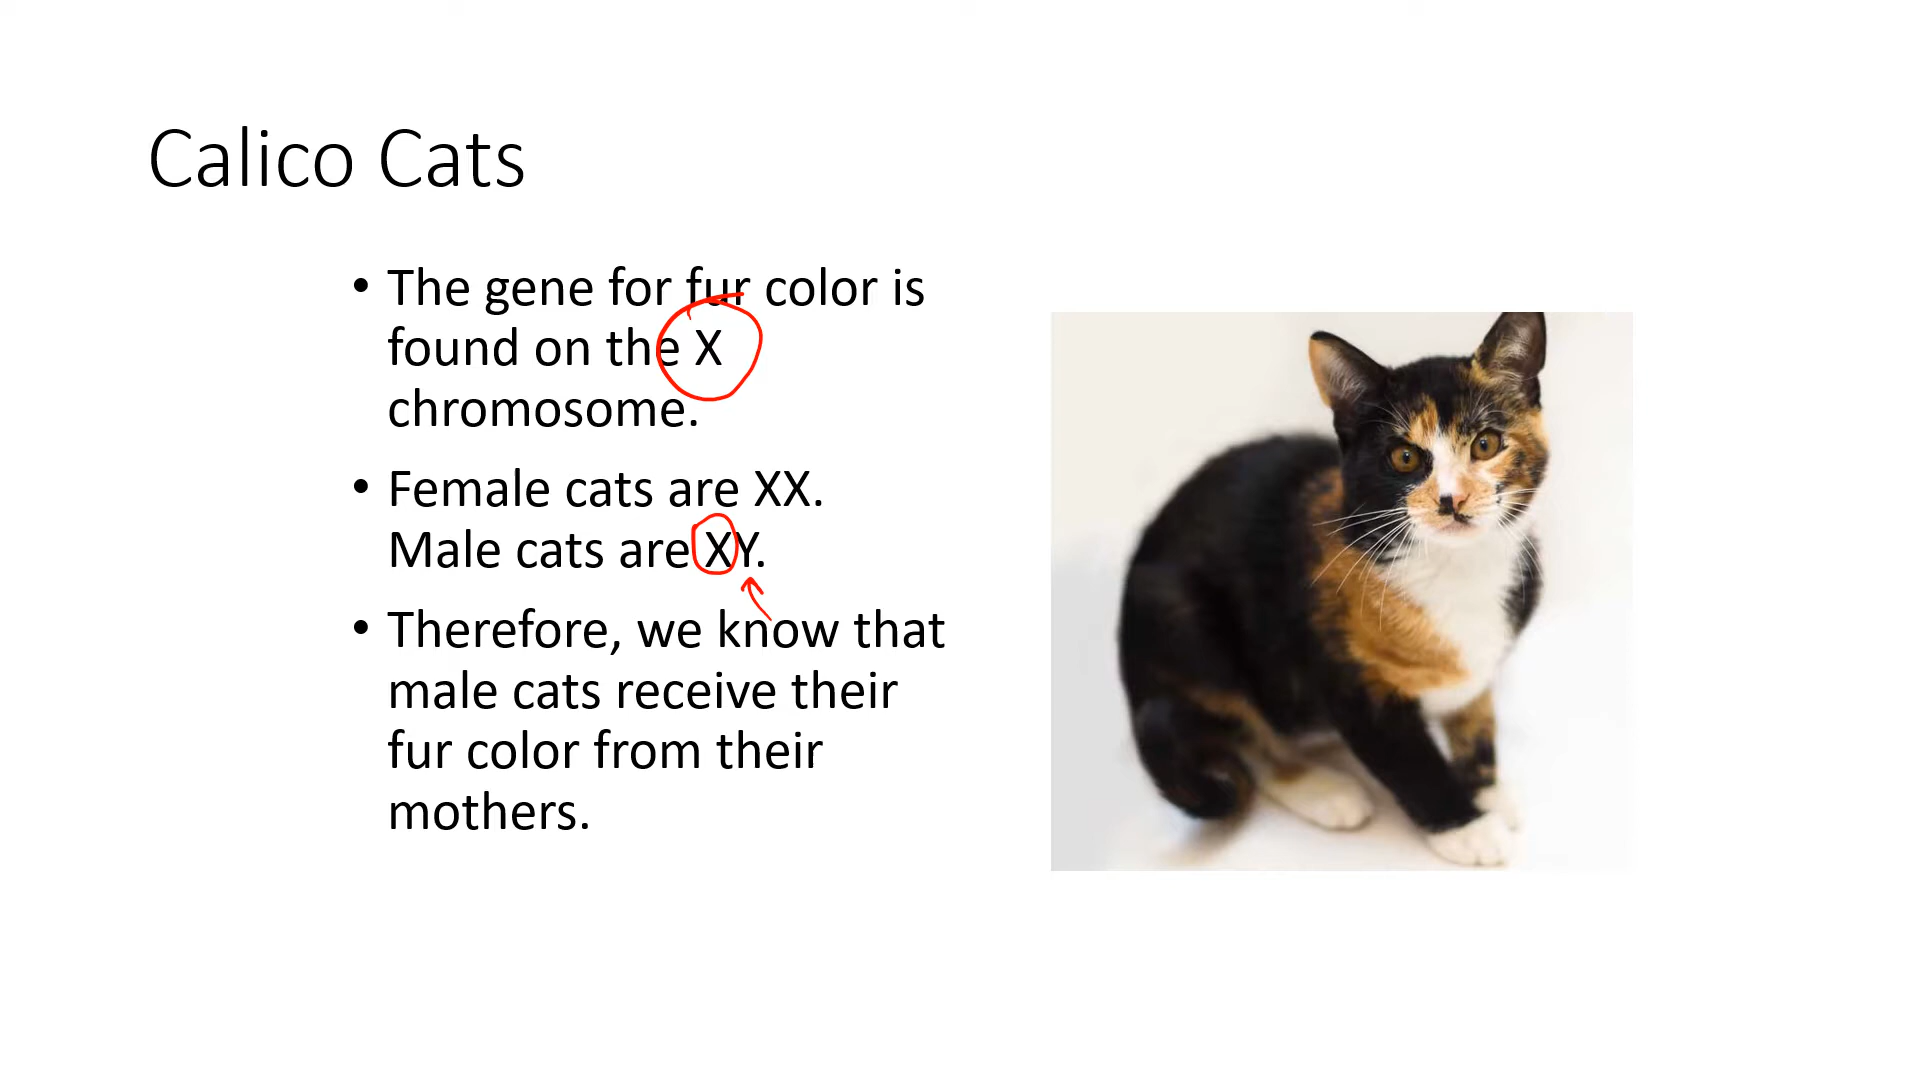 Calico Cats
• The gene for fur color is
found on the X
chromosome.
• Female cats are XX.
Male cats are XY.
• Therefore, we know that
male cats receive their
fur color from their
mothers.